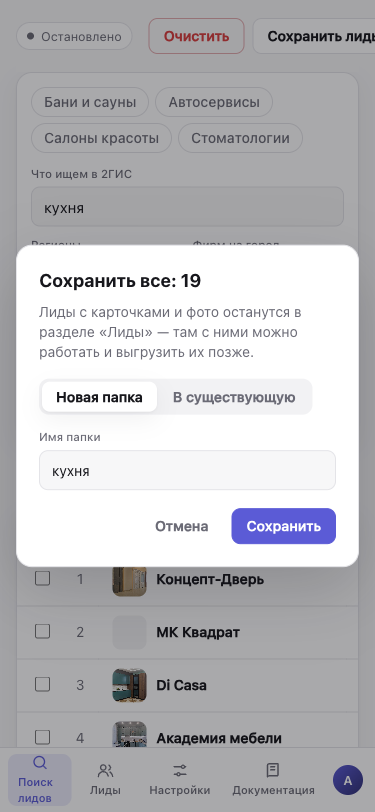 Остановлено
Очистить
Сохранить лиды
Бани и сауны
Автосервисы
Салоны красоты
Стоматологии
Что ищем в 2ГИС
кухня
Сохранить все: 19
Лиды с карточками и фото останутся в
разделе «Лиды» — там с ними можно
работать и выгрузить их позже.
Новая папка
В существующую
Имя папки
кухня
Отмена
Сохранить
1 Концепт-Дверь
2 МК Квадрат
3 Di Casa
4 Академия мебели
Поиск
лидов
Лиды
Настройки
Документация
A